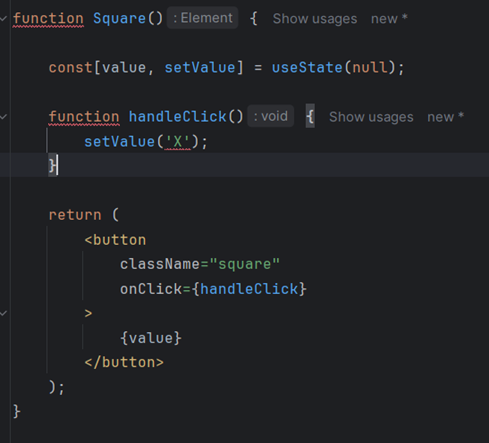 function Square() : Element { Show usages new *
const[value, setValue] = useState(null);
function handleClick() : void { Show usages new *
setValue('X');
}
return (
<button
className="square"
onClick={handleClick}
>
{value}
</button>
);
}